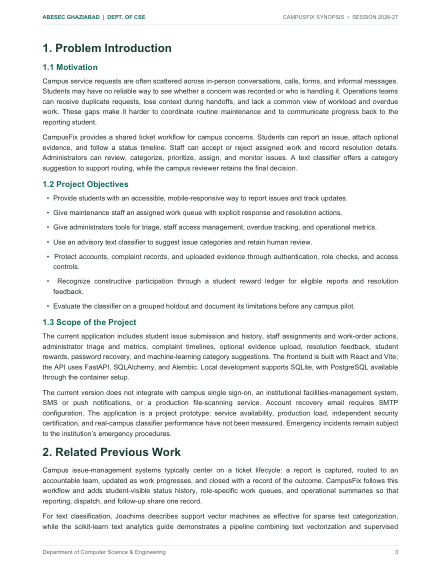 ABESEC GHAZIABAD | DEPT. OF CSE
CAMPUSFIX SYNOPSIS • SESSION 2026-27
1. Problem Introduction
1.1 Motivation
Campus service requests are often scattered across in-person conversations, calls, forms, and informal messages.
Students may have no reliable way to see whether a concern was recorded or who is handling it. Operations teams
can receive duplicate requests, lose context during handoffs, and lack a common view of workload and overdue
work. These gaps make it harder to coordinate routine maintenance and to communicate progress back to the
reporting student.
CampusFix provides a shared ticket workflow for campus concerns. Students can report an issue, attach optional
evidence, and follow a status timeline. Staff can accept or reject assigned work and record resolution details.
Administrators can review, categorize, prioritize, assign, and monitor issues. A text classifier offers a category
suggestion to support routing, while the campus reviewer retains the final decision.
1.2 Project Objectives
• Provide students with an accessible, mobile-responsive way to report issues and track updates.
• Give maintenance staff an assigned work queue with explicit response and resolution actions.
• Give administrators tools for triage, staff access management, overdue tracking, and operational metrics.
• Use an advisory text classifier to suggest issue categories and retain human review.
• Protect accounts, complaint records, and uploaded evidence through authentication, role checks, and access
controls.
• Recognize constructive participation through a student reward ledger for eligible reports and resolution
feedback.
• Evaluate the classifier on a grouped holdout and document its limitations before any campus pilot.
1.3 Scope of the Project
The current application includes student issue submission and history, staff assignments and work-order actions,
administrator triage and metrics, complaint timelines, optional evidence upload, resolution feedback, student
rewards, password recovery, and machine-learning category suggestions. The frontend is built with React and Vite;
the API uses FastAPI, SQLAlchemy, and Alembic. Local development supports SQLite, with PostgreSQL available
through the container setup.
The current version does not integrate with campus single sign-on, an institutional facilities-management system,
SMS or push notifications, or a production file-scanning service. Account recovery email requires SMTP
configuration. The application is a project prototype: service availability, production load, independent security
certification, and real-campus classifier performance have not been measured. Emergency incidents remain subject
to the institution's emergency procedures.
2. Related Previous Work
Campus issue-management systems typically center on a ticket lifecycle: a report is captured, routed to an
accountable team, updated as work progresses, and closed with a record of the outcome. CampusFix follows this
workflow and adds student-visible status history, role-specific work queues, and operational summaries so that
reporting, dispatch, and follow-up share one record.
For text classification, Joachims describes support vector machines as effective for sparse text categorization,
while the scikit-learn text analytics guide demonstrates a pipeline combining text vectorization and supervised
Department of Computer Science & Engineering
3